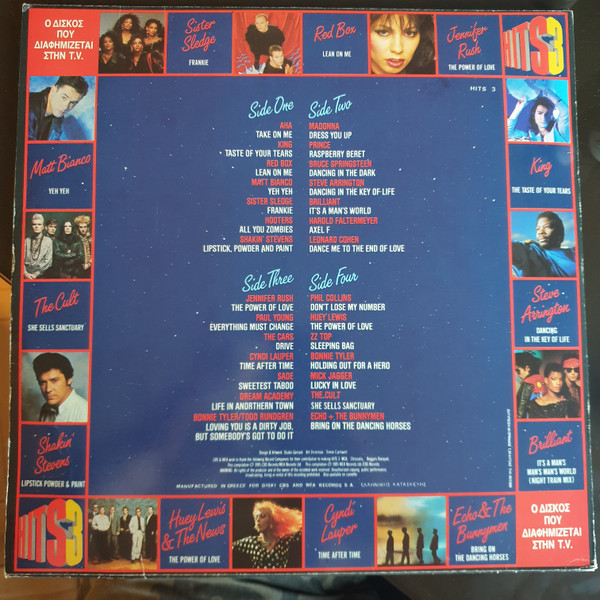 Ο ΔΙΣΚΟΣ
ΠΟΥ
ΔΙΑΦΗΜΙΖΕΤΑΙ
ΣΤΗΝ T.V.
Sister
Sledge
FRANKIE
Red Box
LEAN ON ME
Jennifer
Rush
THE POWER OF LOVE
HITS 3
HITS 3
Matt Bianco
YEH YEH
The Cult
SHE SELLS SANCTUARY
Shakin'
Stevens
LIPSTICK POWDER & PAINT
Side One
AHA
TAKE ON ME
KING
TASTE OF YOUR TEARS
RED BOX
LEAN ON ME
MATT BIANCO
YEH YEH
SISTER SLEDGE
FRANKIE
HOOTERS
ALL YOU ZOMBIES
SHAKIN' STEVENS
LIPSTICK, POWDER AND PAINT
Side Two
MADONNA
DRESS YOU UP
PRINCE
RASPBERRY BERET
BRUCE SPRINGSTEEN
DANCING IN THE DARK
STEVE ARRINGTON
DANCING IN THE KEY OF LIFE
BRILLIANT
IT'S A MAN'S WORLD
HAROLD FALTERMEYER
AXEL F
LEONARD COHEN
DANCE ME TO THE END OF LOVE
Side Three
JENNIFER RUSH
THE POWER OF LOVE
PAUL YOUNG
EVERYTHING MUST CHANGE
THE CARS
DRIVE
CYNDI LAUPER
TIME AFTER TIME
SADE
SWEETEST TABOO
DREAM ACADEMY
LIFE IN ANORTHERN TOWN
BONNIE TYLER/TODD RUNDGREN
LOVING YOU IS A DIRTY JOB,
BUT SOMEBODY'S GOT TO DO IT
Side Four
PHIL COLLINS
DON'T LOSE MY NUMBER
HUEY LEWIS
THE POWER OF LOVE
ZZ TOP
SLEEPING BAG
BONNIE TYLER
HOLDING OUT FOR A HERO
MICK JAGGER
LUCKY IN LOVE
THE CULT
SHE SELLS SANCTUARY
ECHO + THE BUNNYMEN
BRING ON THE DANCING HORSES
MANUFACTURED IN GREECE FOR DISKI CBS AND WEA RECORDS S.A. ΕΛΛΗΝΙΚΗΣ ΚΑΤΑΣΚΕΥΗΣ
King
THE TASTE OF YOUR TEARS
Steve
Arrington
DANCING
IN THE KEY OF LIFE
Brilliant
IT'S A MAN'S
MAN'S MAN'S WORLD
(NIGHT TRAIN MIX)
HITS 3
Huey Lewis
& The News
THE POWER OF LOVE
Cyndi
Lauper
TIME AFTER TIME
Echo & The
Bunnymen
BRING ON
THE DANCING HORSES
Ο ΔΙΣΚΟΣ
ΠΟΥ
ΔΙΑΦΗΜΙΖΕΤΑΙ
ΣΤΗΝ T.V.